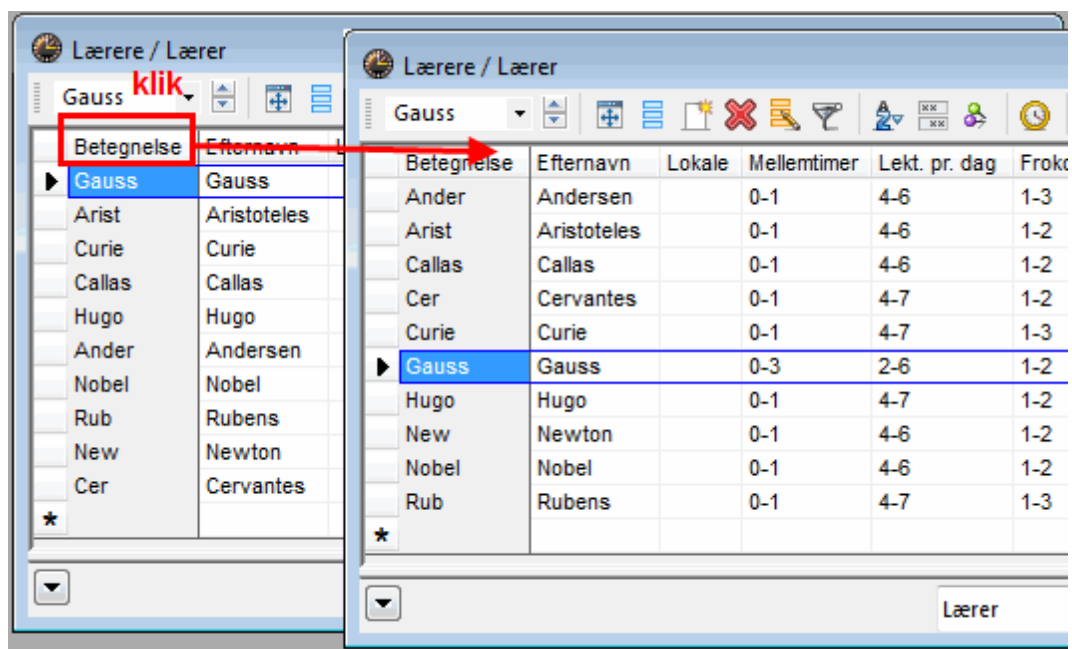 Lærere / Lærer
Gauss klik
Betegnelse Efternavn L
Gauss Gauss
Arist Aristoteles
Curie Curie
Callas Callas
Hugo Hugo
Ander Andersen
Nobel Nobel
Rub Rubens
New Newton
Cer Cervantes
*
Lærere / Lærer
Gauss
Betegnelse Efternavn Lokale Mellemtimer Lekt. pr. dag Froko
Ander Andersen 0-1 4-6 1-3
Arist Aristoteles 0-1 4-6 1-2
Callas Callas 0-1 4-6 1-2
Cer Cervantes 0-1 4-7 1-2
Curie Curie 0-1 4-7 1-3
Gauss Gauss 0-3 2-6 1-2
Hugo Hugo 0-1 4-7 1-2
New Newton 0-1 4-6 1-2
Nobel Nobel 0-1 4-6 1-2
Rub Rubens 0-1 4-7 1-3
*
Lærer